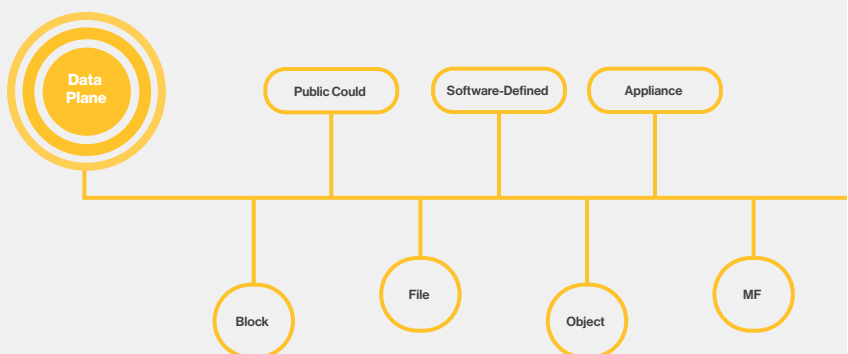 Data
Plane
Public Could
Software-Defined
Appliance
Block
File
Object
MF